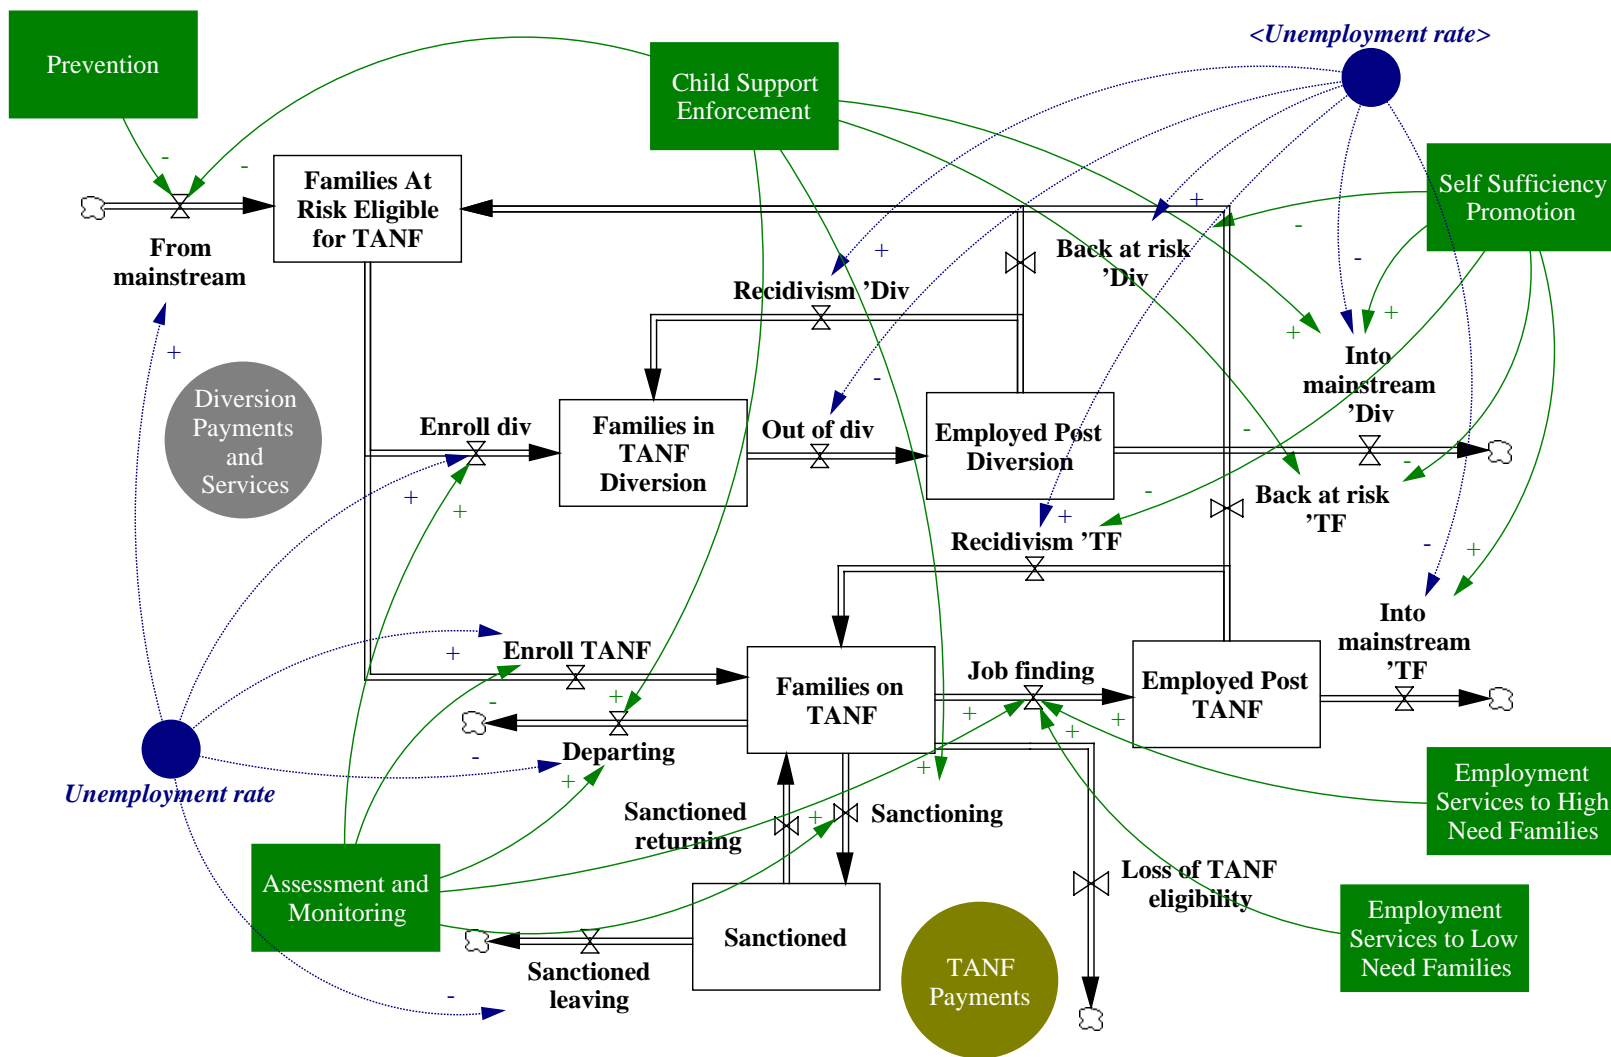 <Unemployment rate>
Prevention
Child Support
Enforcement
-
-
Families At
Risk Eligible
for TANF
Self Sufficiency
Promotion
+
-
From
mainstream
+
Back at risk
'Div
-
Recidivism 'Div
+
+
Into
mainstream
'Div
+
-
Diversion
Payments
and
Services
Enroll div
Families in
TANF
Diversion
Out of div
Employed Post
Diversion
-
-
+
+
-
Back at risk
'TF
+
Recidivism 'TF
-
+
Into
mainstream
'TF
+
Enroll TANF
Families on
TANF
Job finding
Employed Post
TANF
-
+
+
+
+
Departing
-
+
+
Unemployment rate
Employment
Services to High
Need Families
Sanctioned
returning
+
Sanctioning
Assessment and
Monitoring
Loss of TANF
eligibility
Employment
Services to Low
Need Families
Sanctioned
Sanctioned
leaving
-
TANF
Payments